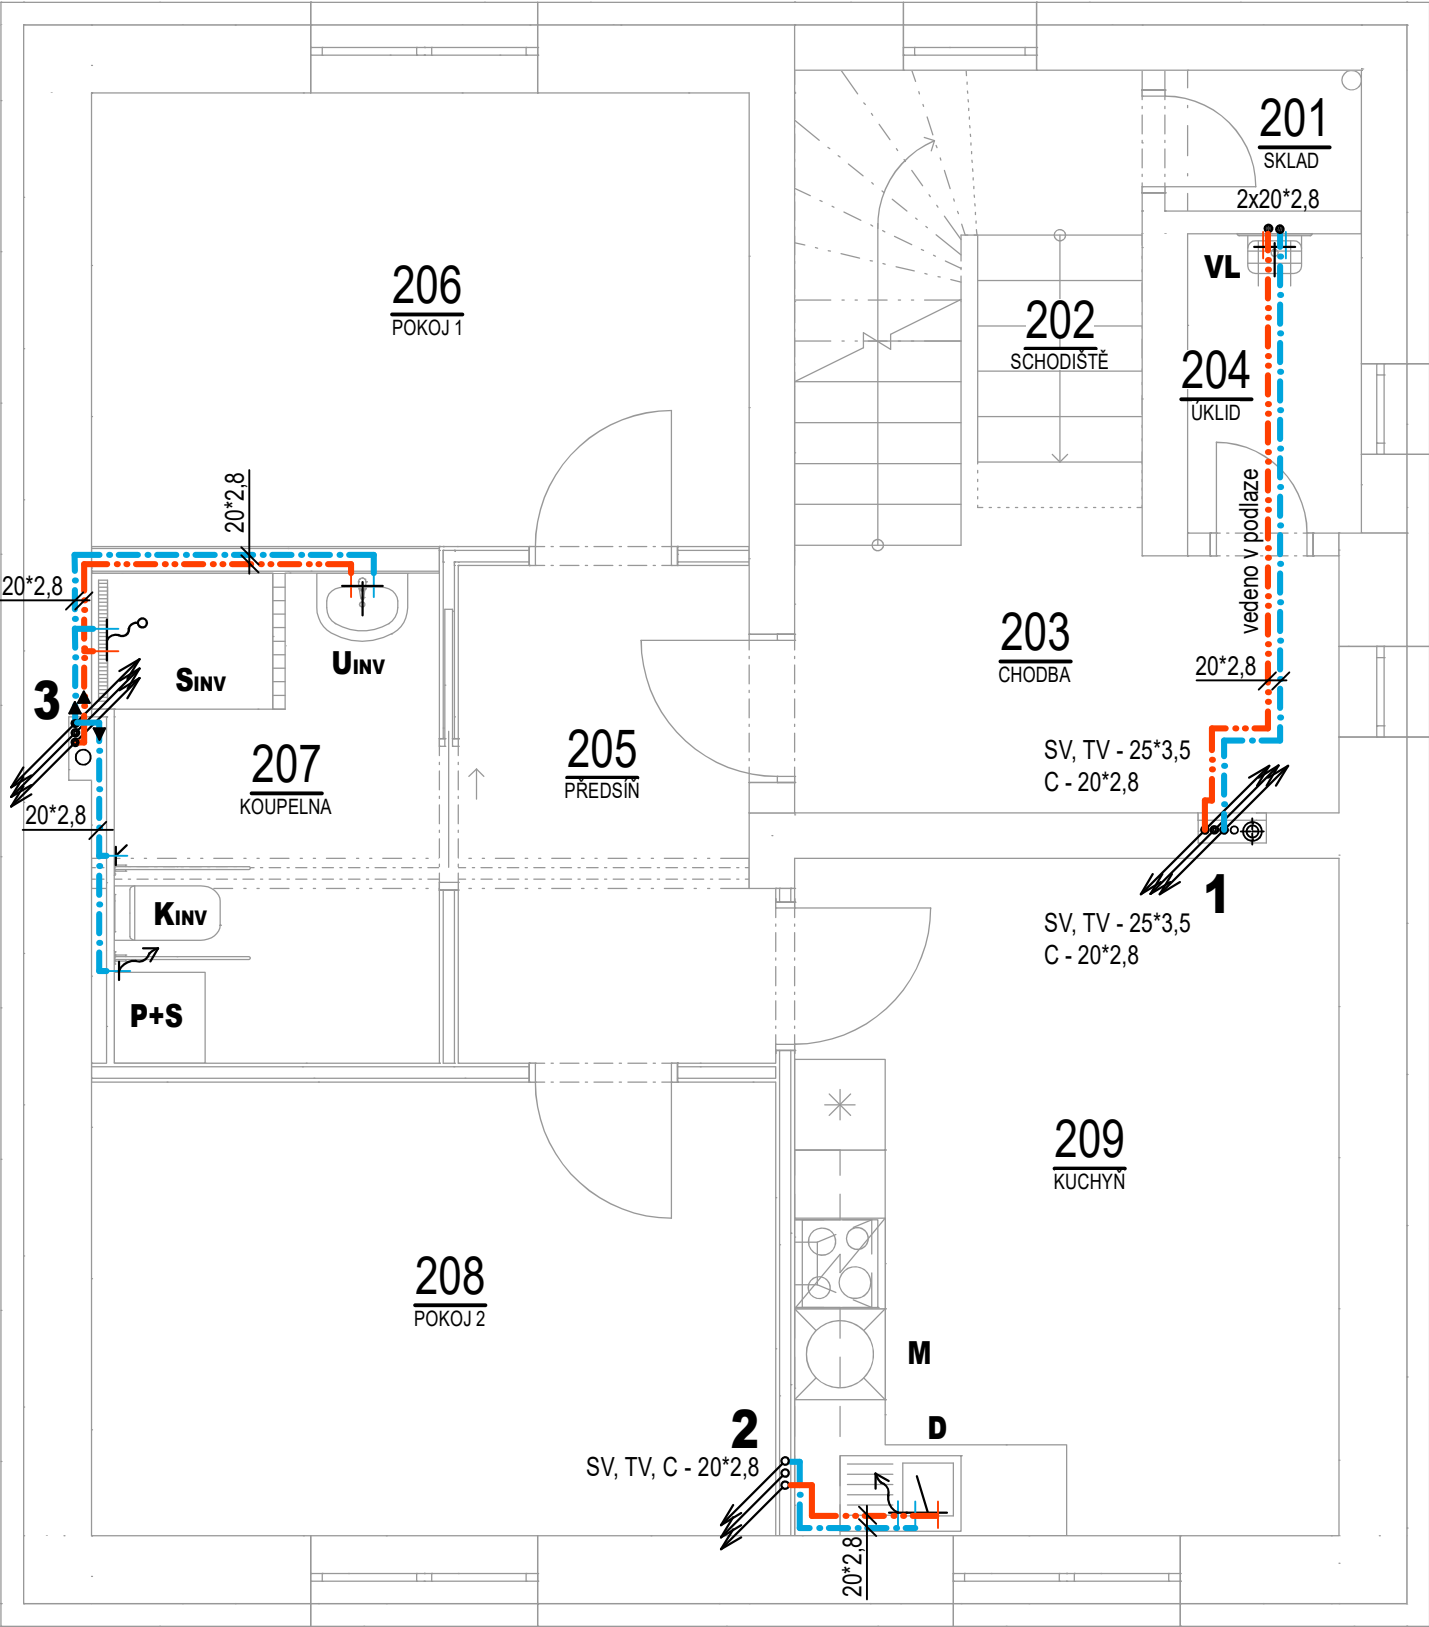 201
SKLAD
2x20*2,8
VL
206
POKOJ 1
202
SCHODIŠTĚ
204
ÚKLID
vedeno v podlaze
20*2,8
20*2,8
203
CHODBA
20*2,8
SINV
UINV
3
207
KOUPELNA
205
PŘEDSÍŇ
SV, TV - 25*3,5
C - 20*2,8
20*2,8
1
KINV
SV, TV - 25*3,5
C - 20*2,8
P+S
209
KUCHYŇ
208
POKOJ 2
M
D
2
SV, TV, C - 20*2,8
20*2,8